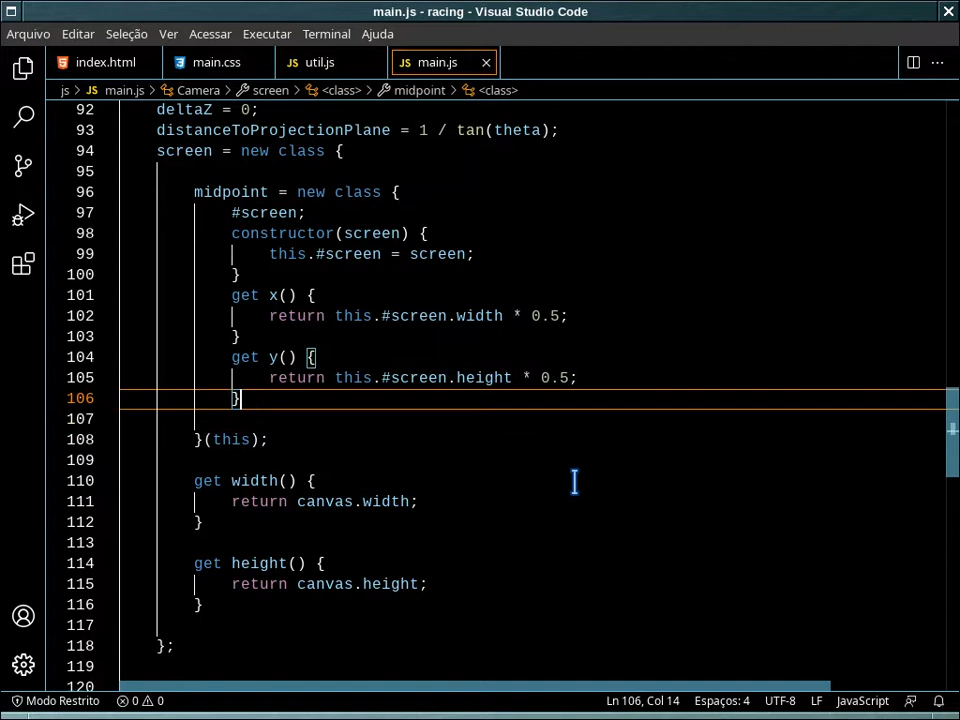 main.js - racing - Visual Studio Code
Arquivo Editar Seleção Ver Acessar Executar Terminal Ajuda
index.html main.css JS util.js JS main.js
js > JS main.js > Camera > screen > <class> > midpoint > <class>
92 deltaZ = 0;
93 distanceToProjectionPlane = 1 / tan(theta);
94 screen = new class {
95
96 midpoint = new class {
97 #screen;
98 constructor(screen) {
99 this.#screen = screen;
100 }
101 get x() {
102 return this.#screen.width * 0.5;
103 }
104 get y() {
105 return this.#screen.height * 0.5;
106 }
107
108 }(this);
109
110 get width() {
111 return canvas.width;
112 }
113
114 get height() {
115 return canvas.height;
116 }
117
118 };
119
120
Modo Restrito 0 0 Ln 106, Col 14 Espaços: 4 UTF-8 LF JavaScript